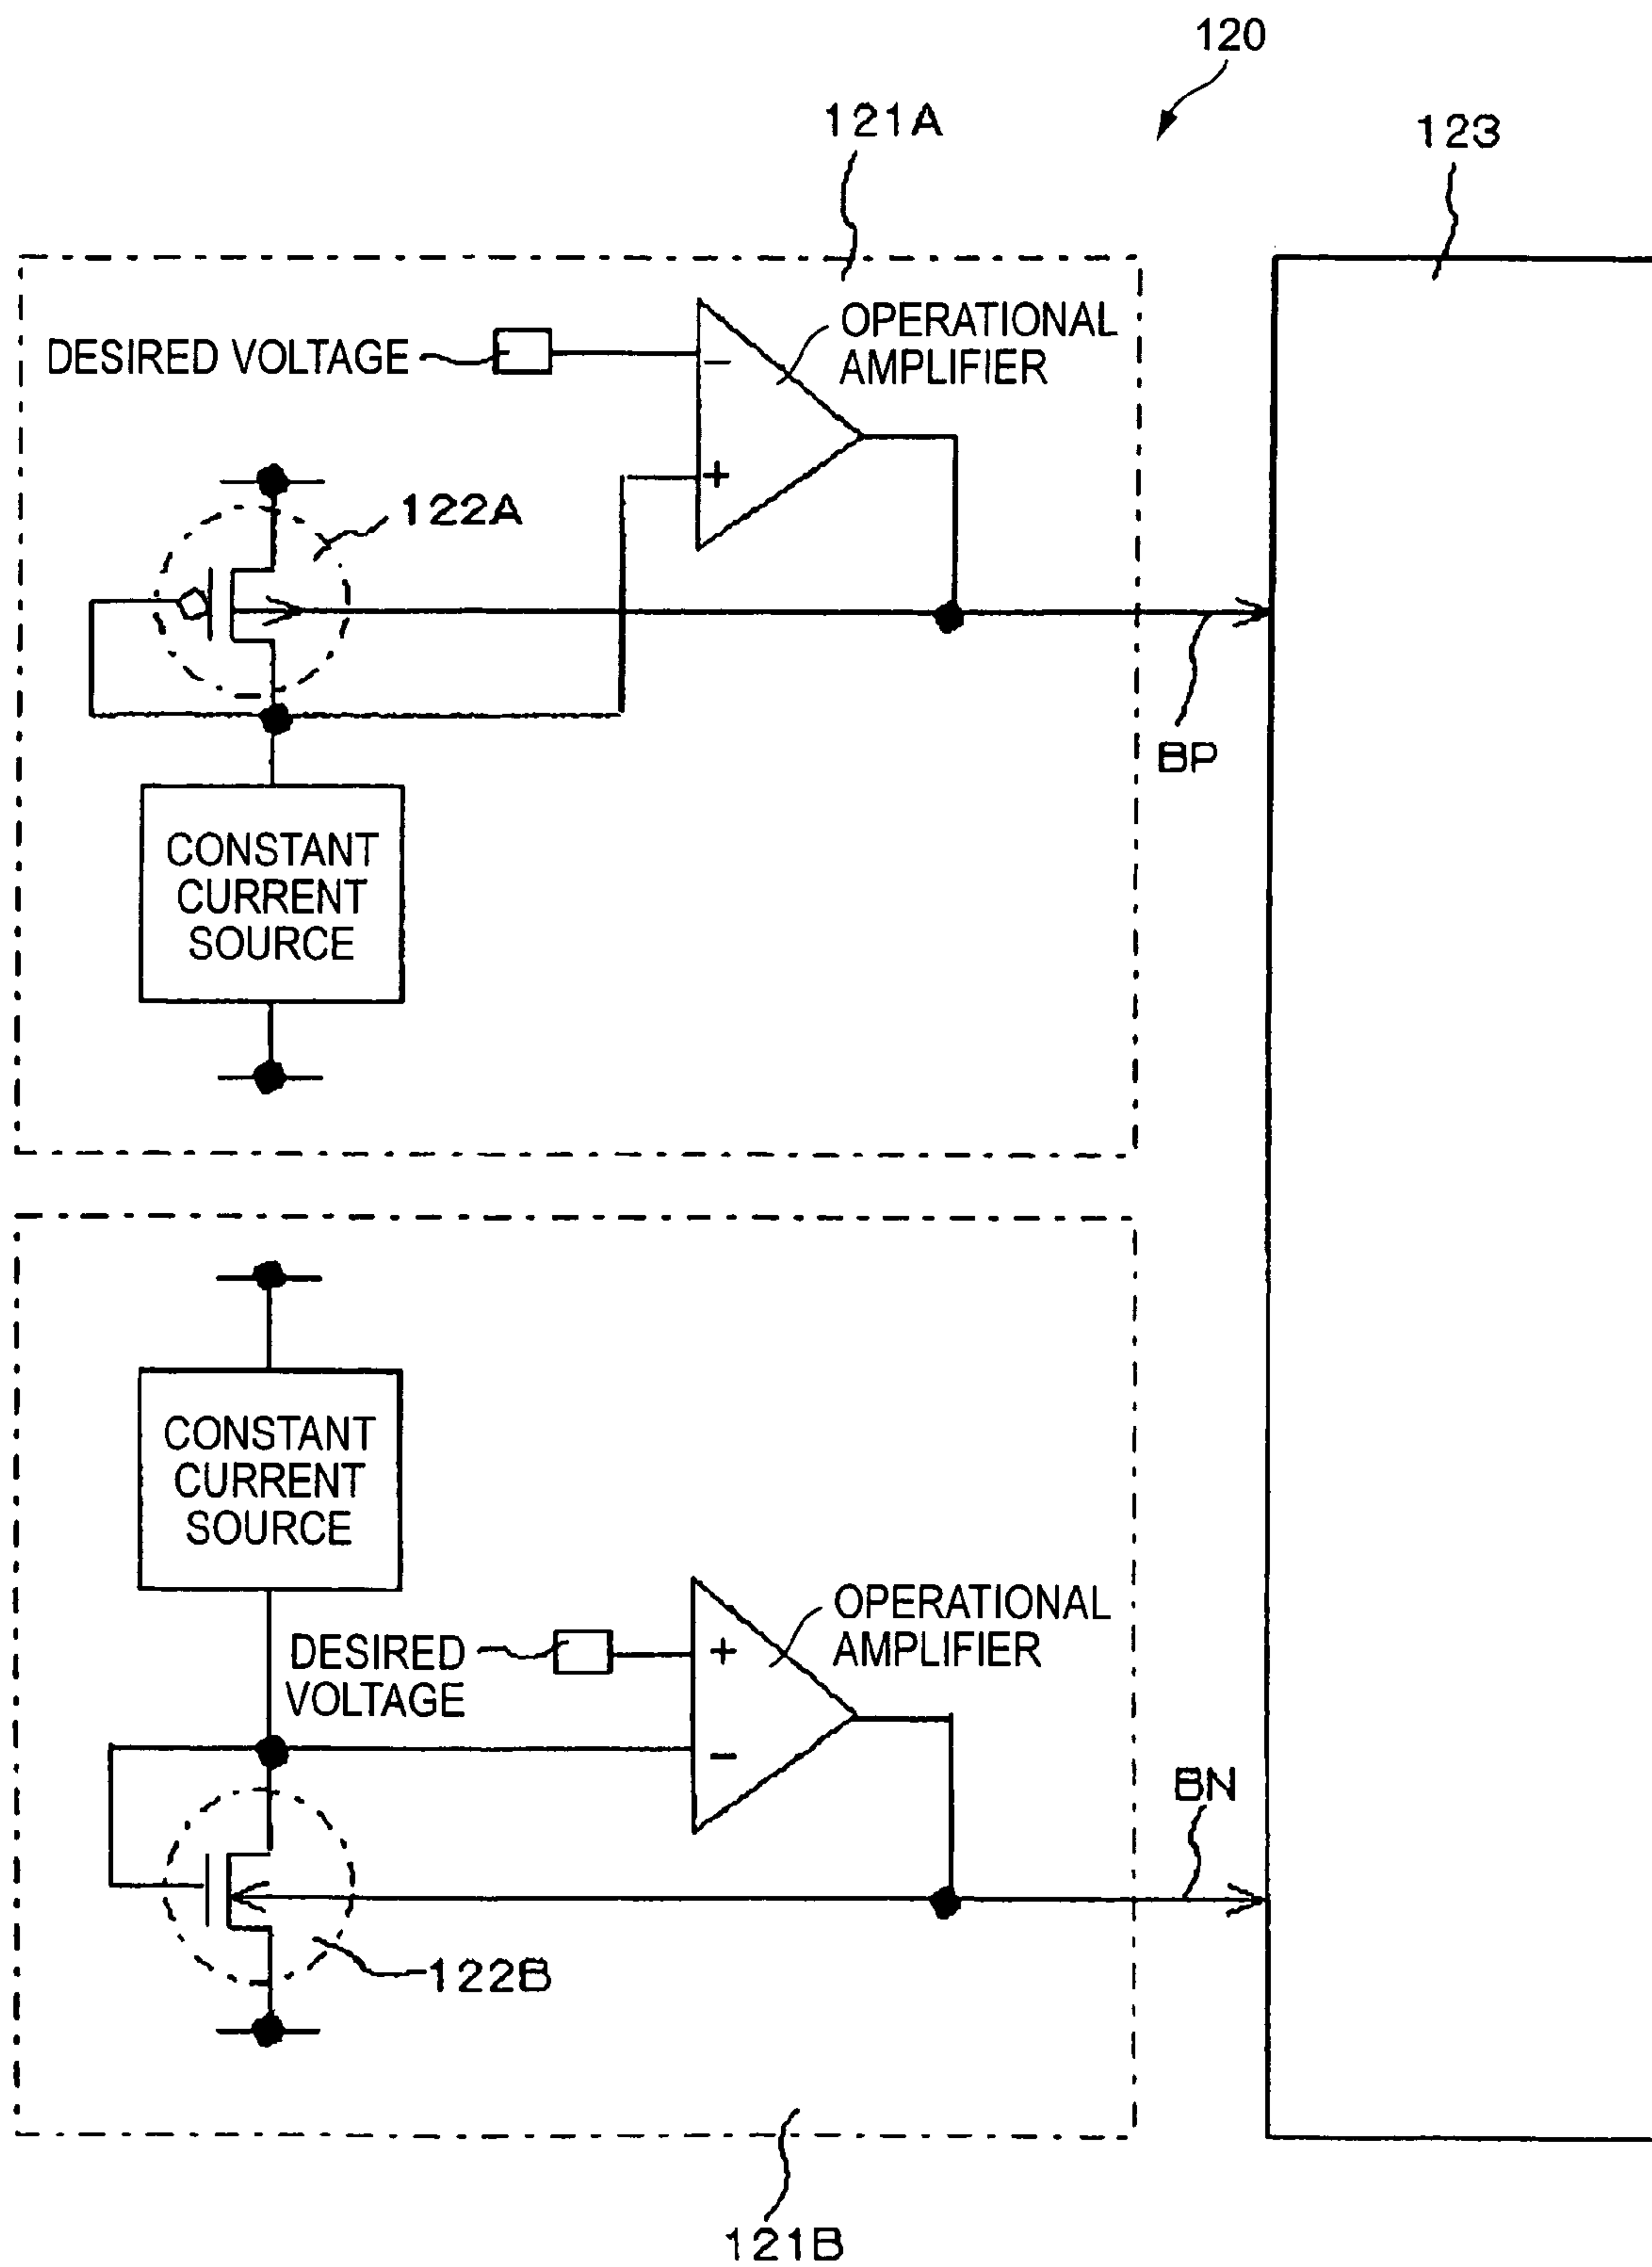 120
121A
123
OPERATIONAL
AMPLIFIER
DESIRED VOLTAGE
−
+
122A
BP
CONSTANT
CURRENT
SOURCE
CONSTANT
CURRENT
SOURCE
OPERATIONAL
AMPLIFIER
DESIRED
VOLTAGE
+
−
BN
122B
121B